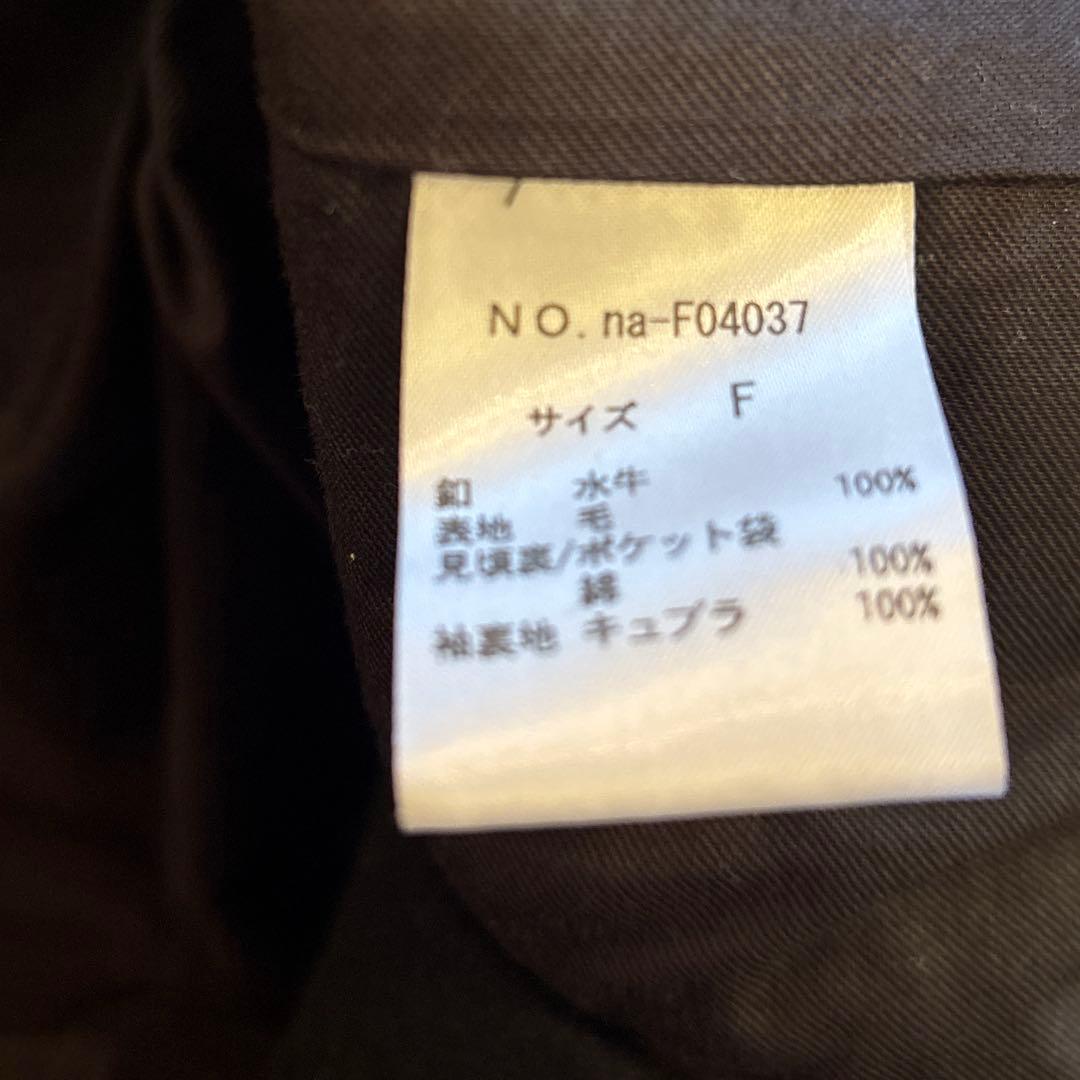 NO. na-F04037
サイズ F
釦 水牛 100%
表地 毛
見頃裏/ポケット袋 100%
綿
袖裏地 キュプラ 100%